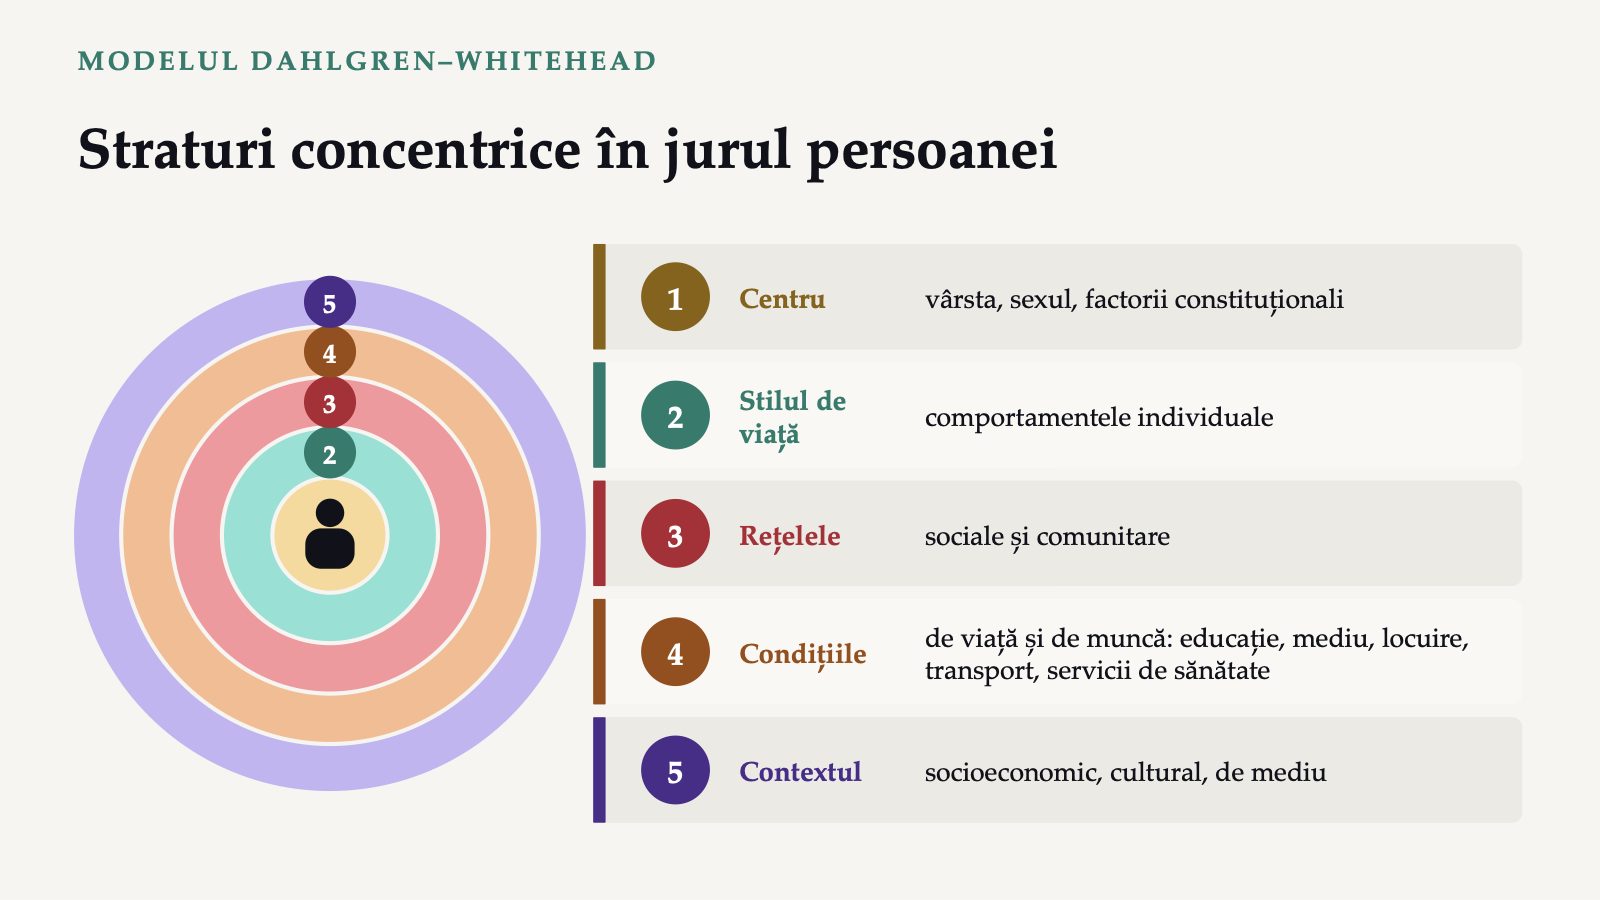 MODELUL DAHLGREN–WHITEHEAD
Straturi concentrice în jurul persoanei
5
4
3
2
1
Centru
vârsta, sexul, factorii constituționali
2
Stilul de
viață
comportamentele individuale
3
Rețelele
sociale și comunitare
4
Condițiile
de viață și de muncă: educație, mediu, locuire,
transport, servicii de sănătate
5
Contextul
socioeconomic, cultural, de mediu